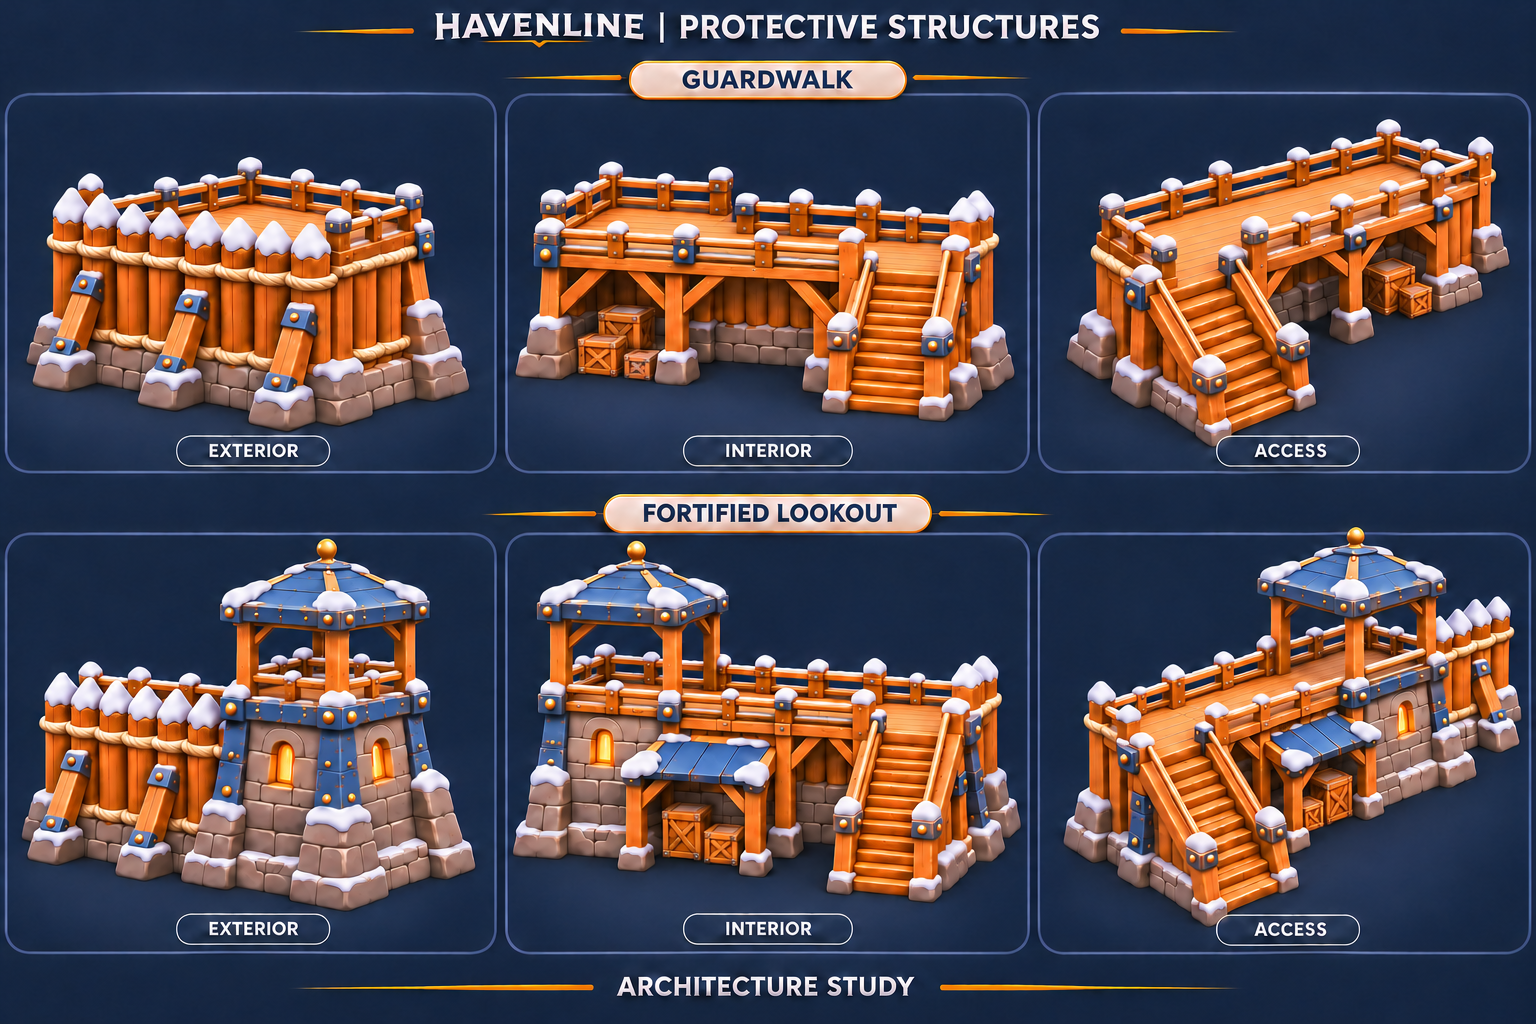 HAVENLINE | PROTECTIVE STRUCTURES
GUARDWALK
EXTERIOR
INTERIOR
ACCESS
FORTIFIED LOOKOUT
EXTERIOR
INTERIOR
ACCESS
ARCHITECTURE STUDY